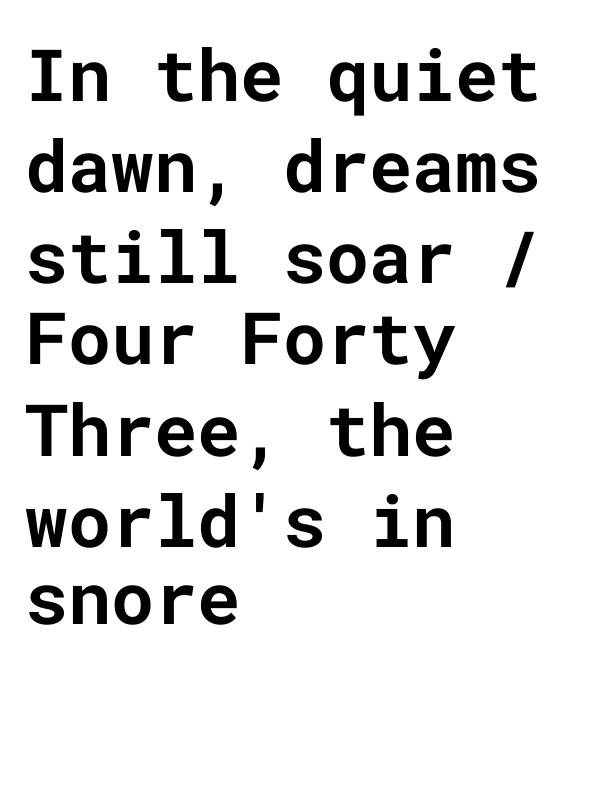 In the quiet
dawn, dreams
still soar /
Four Forty
Three, the
world's in
snore